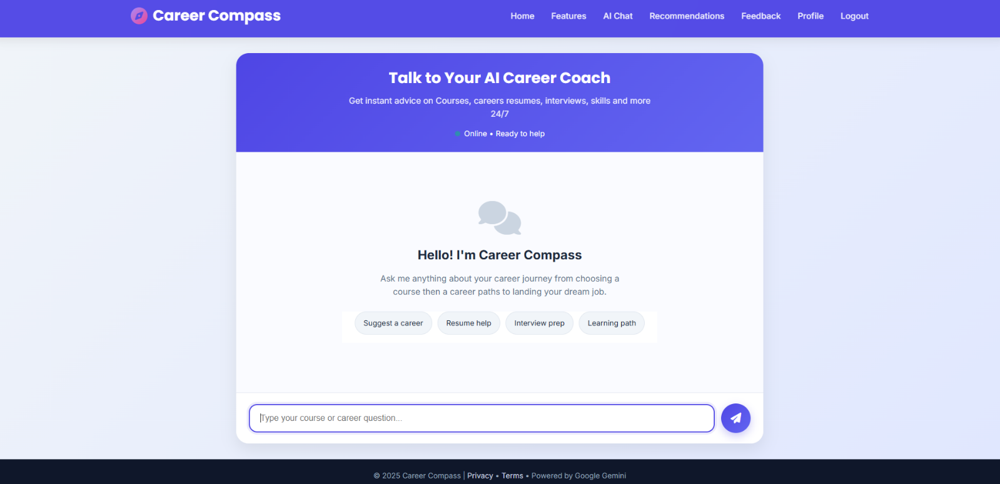 Career Compass
Home Features AI Chat Recommendations Feedback Profile Logout
Talk to Your AI Career Coach
Get instant advice on Courses, careers resumes, interviews, skills and more
24/7
Online • Ready to help
Hello! I'm Career Compass
Ask me anything about your career journey from choosing a
course then a career paths to landing your dream job.
Suggest a career Resume help Interview prep Learning path
Type your course or career question...
© 2025 Career Compass | Privacy • Terms • Powered by Google Gemini